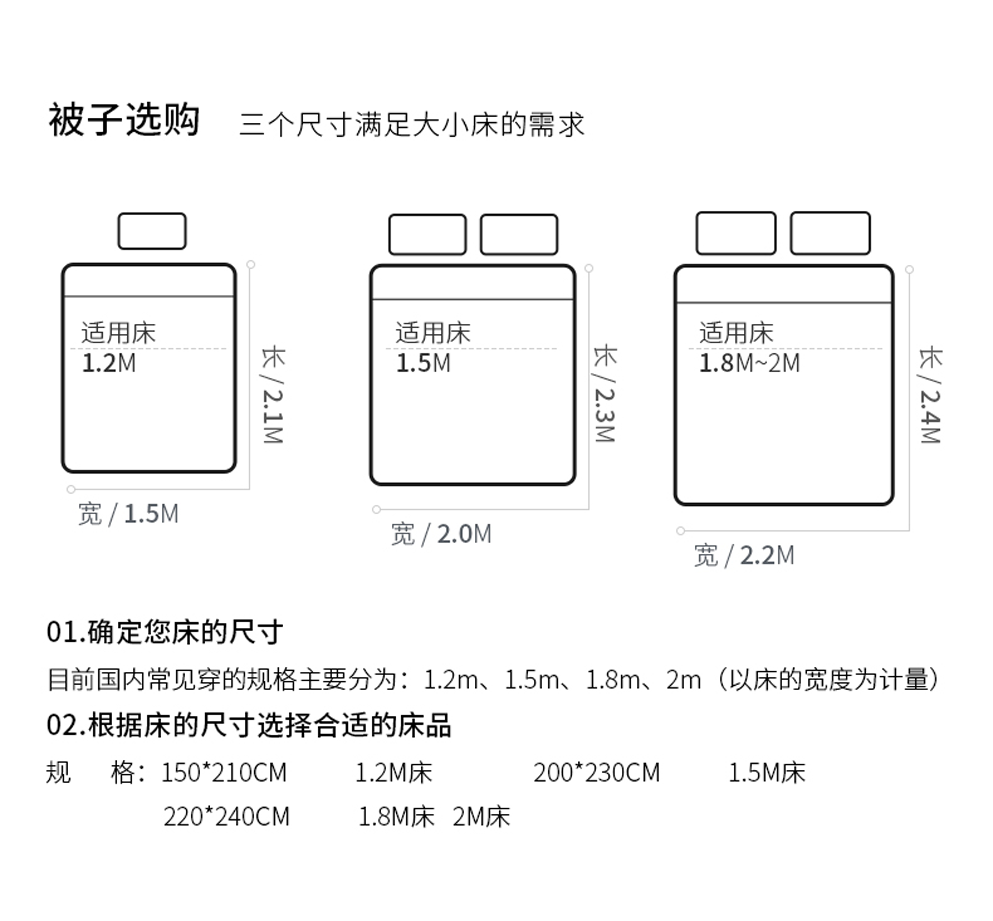 被子选购 三个尺寸满足大小床的需求
适用床
1.2M
长 / 2.1M
宽 / 1.5M
适用床
1.5M
长 / 2.3M
宽 / 2.0M
适用床
1.8M~2M
长 / 2.4M
宽 / 2.2M
01.确定您床的尺寸
目前国内常见穿的规格主要分为：1.2m、1.5m、1.8m、2m（以床的宽度为计量）
02.根据床的尺寸选择合适的床品
规 格：150*210CM 1.2M床 200*230CM 1.5M床
220*240CM 1.8M床 2M床